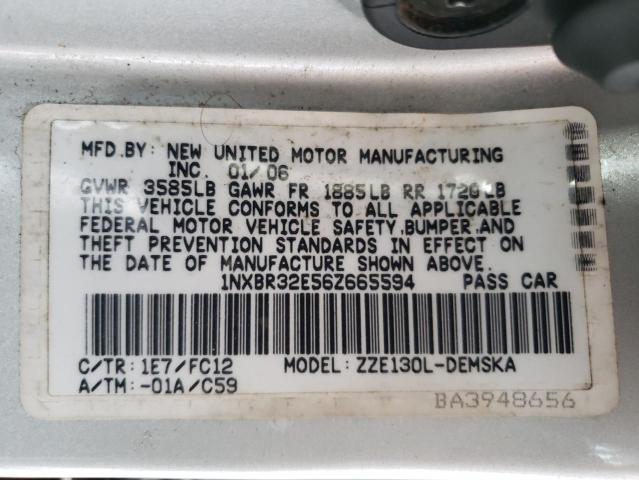 MFD.BY: NEW UNITED MOTOR MANUFACTURING
INC. 01/06
GVWR 3585LB GAWR FR 1885LB RR 1720LB
THIS VEHICLE CONFORMS TO ALL APPLICABLE
FEDERAL MOTOR VEHICLE SAFETY,BUMPER,AND
THEFT PREVENTION STANDARDS IN EFFECT ON
THE DATE OF MANUFACTURE SHOWN ABOVE.
1NXBR32E56Z665594 PASS CAR
C/TR: 1E7/FC12 MODEL: ZZE130L-DEMSKA
A/TM: -01A/C59
BA3948656